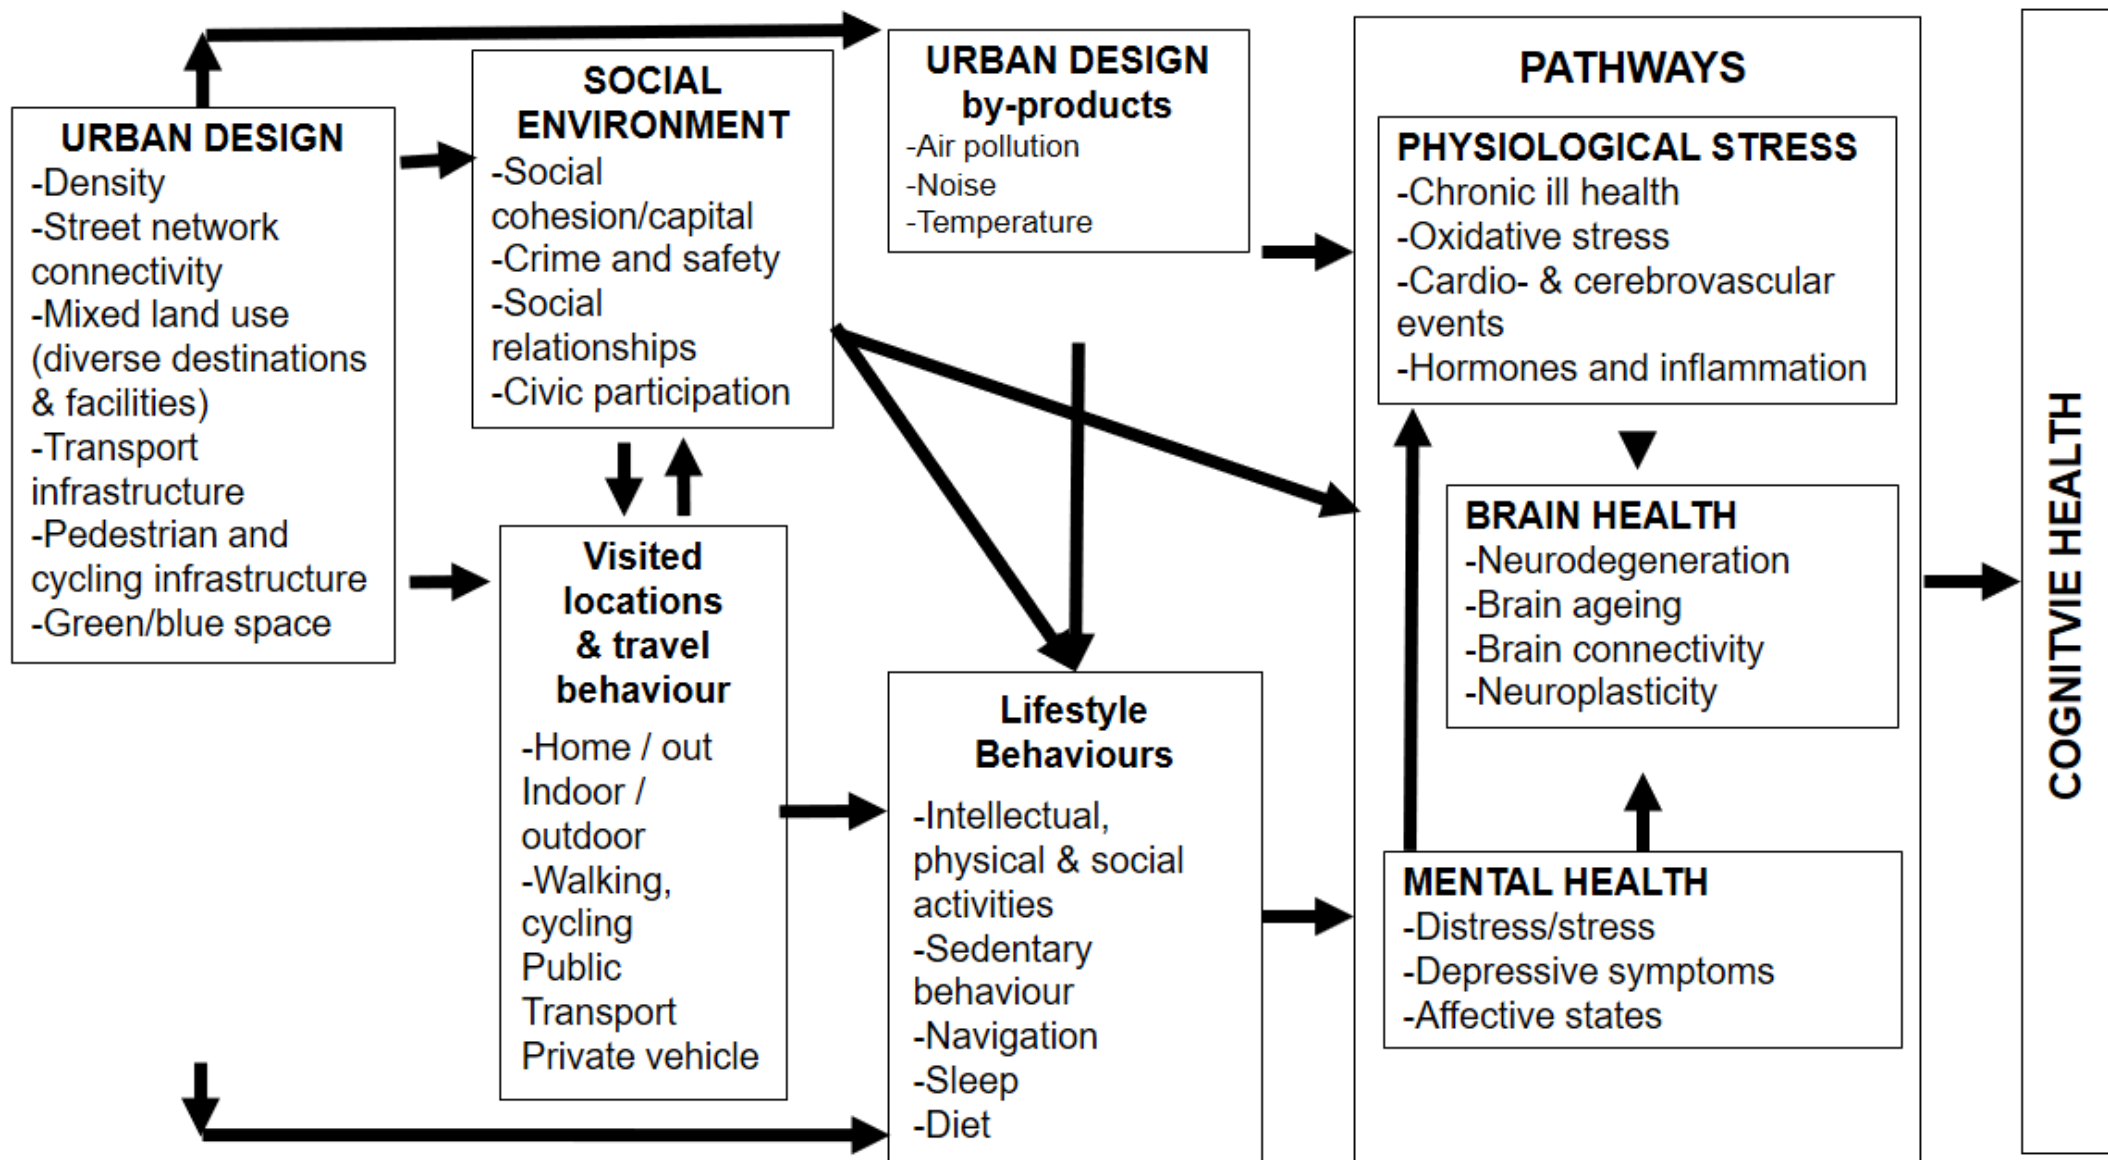 URBAN DESIGN
-Density
-Street network
connectivity
-Mixed land use
(diverse destinations
& facilities)
-Transport
infrastructure
-Pedestrian and
cycling infrastructure
-Green/blue space
SOCIAL
ENVIRONMENT
-Social
cohesion/capital
-Crime and safety
-Social
relationships
-Civic participation
Visited
locations
& travel
behaviour
-Home / out
Indoor /
outdoor
-Walking,
cycling
Public
Transport
Private vehicle
URBAN DESIGN
by-products
-Air pollution
-Noise
-Temperature
Lifestyle
Behaviours
-Intellectual,
physical & social
activities
-Sedentary
behaviour
-Navigation
-Sleep
-Diet
PATHWAYS
PHYSIOLOGICAL STRESS
-Chronic ill health
-Oxidative stress
-Cardio- & cerebrovascular
events
-Hormones and inflammation
BRAIN HEALTH
-Neurodegeneration
-Brain ageing
-Brain connectivity
-Neuroplasticity
MENTAL HEALTH
-Distress/stress
-Depressive symptoms
-Affective states
COGNITVIE HEALTH